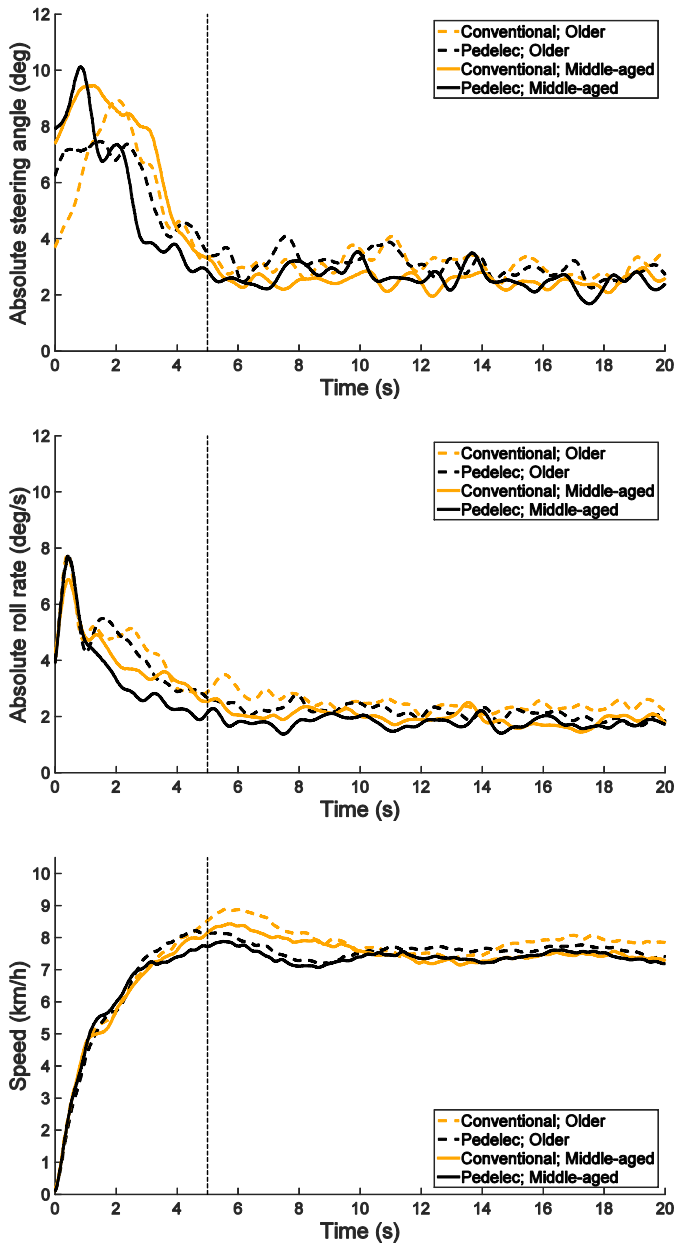 Absolute steering angle (deg)
12
10
8
6
4
2
0
Conventional; Older
Pedelec; Older
Conventional; Middle-aged
Pedelec; Middle-aged
0 2 4 6 8 10 12 14 16 18 20
Time (s)
Absolute roll rate (deg/s)
12
10
8
6
4
2
0
Conventional; Older
Pedelec; Older
Conventional; Middle-aged
Pedelec; Middle-aged
0 2 4 6 8 10 12 14 16 18 20
Time (s)
Speed (km/h)
10
9
8
7
6
5
4
3
2
1
0
Conventional; Older
Pedelec; Older
Conventional; Middle-aged
Pedelec; Middle-aged
0 2 4 6 8 10 12 14 16 18 20
Time (s)